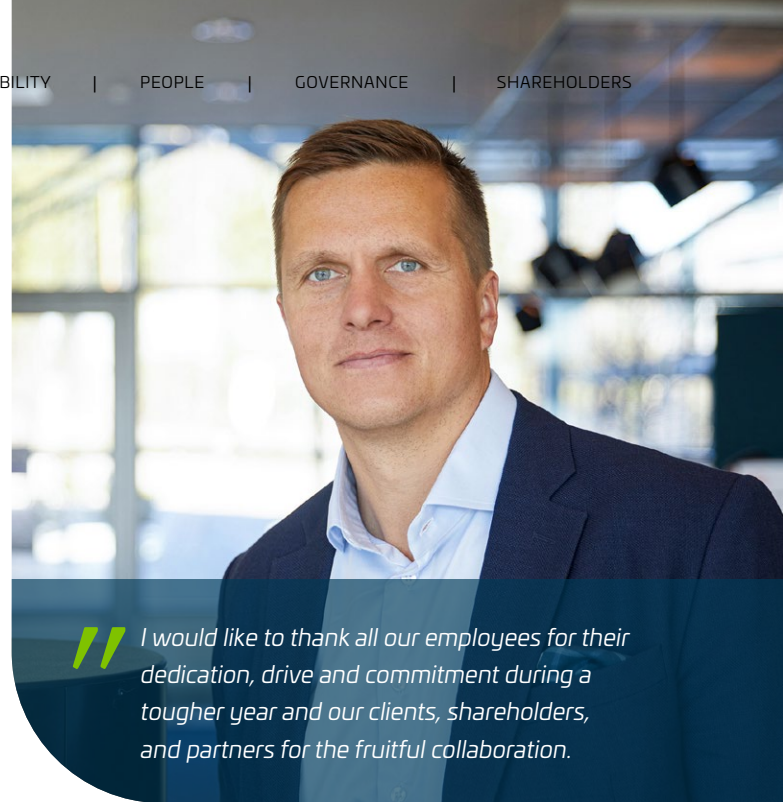 BILITY | PEOPLE | GOVERNANCE | SHAREHOLDERS
" I would like to thank all our employees for their
dedication, drive and commitment during a
tougher year and our clients, shareholders,
and partners for the fruitful collaboration.